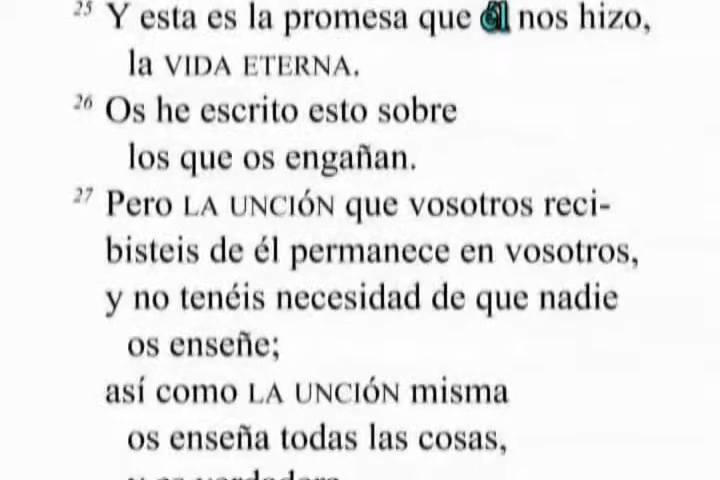 25 Y esta es la promesa que él nos hizo,
la VIDA ETERNA.
26 Os he escrito esto sobre
los que os engañan.
27 Pero LA UNCIÓN que vosotros reci-
bisteis de él permanece en vosotros,
y no tenéis necesidad de que nadie
os enseñe;
así como LA UNCIÓN misma
os enseña todas las cosas,